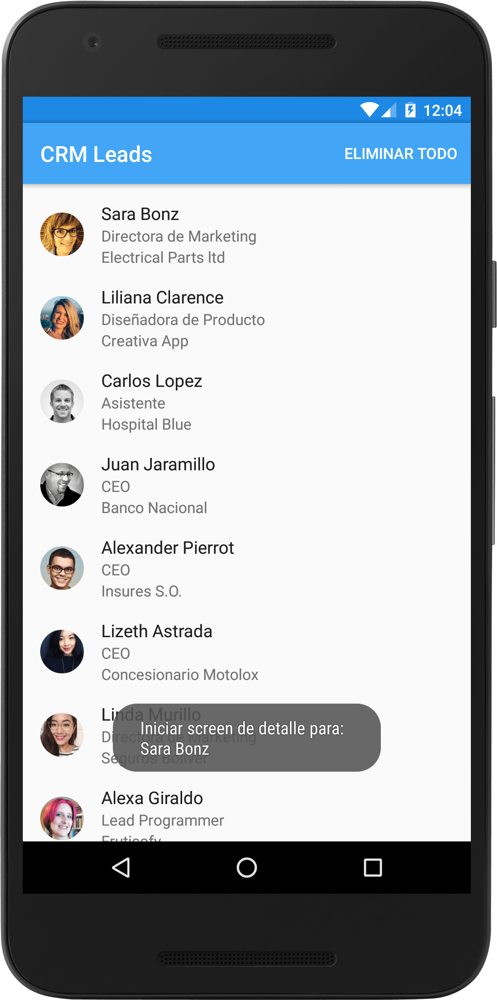 12:04
CRM Leads
ELIMINAR TODO
Sara Bonz
Directora de Marketing
Electrical Parts ltd
Liliana Clarence
Diseñadora de Producto
Creativa App
Carlos Lopez
Asistente
Hospital Blue
Juan Jaramillo
CEO
Banco Nacional
Alexander Pierrot
CEO
Insures S.O.
Lizeth Astrada
CEO
Concesionario Motolox
Linda Murillo
Directora de Marketing
Seguros Boliver
Iniciar screen de detalle para:
Sara Bonz
Alexa Giraldo
Lead Programmer
Frutisofy